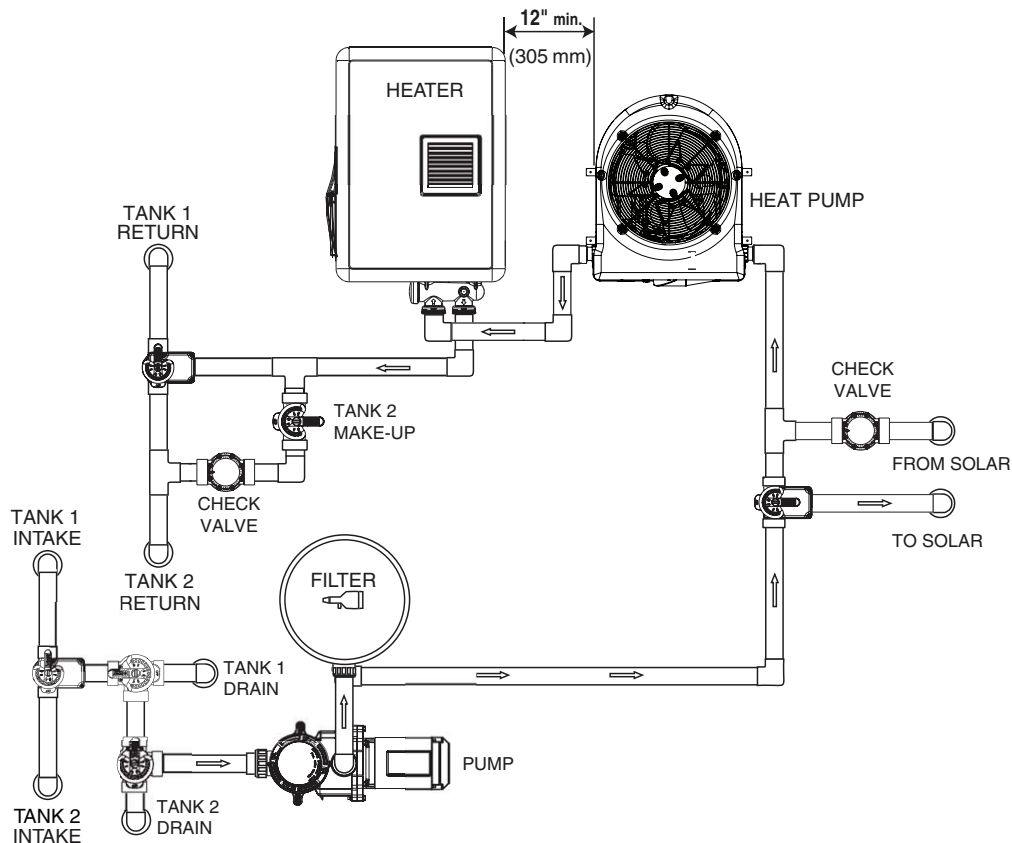 12" min.
(305 mm)
HEATER
HEAT PUMP
TANK 1
RETURN
CHECK
VALVE
TANK 2
MAKE-UP
FROM SOLAR
CHECK
VALVE
TO SOLAR
TANK 1
INTAKE
TANK 2
RETURN
FILTER
TANK 1
DRAIN
PUMP
TANK 2
INTAKE
TANK 2
DRAIN